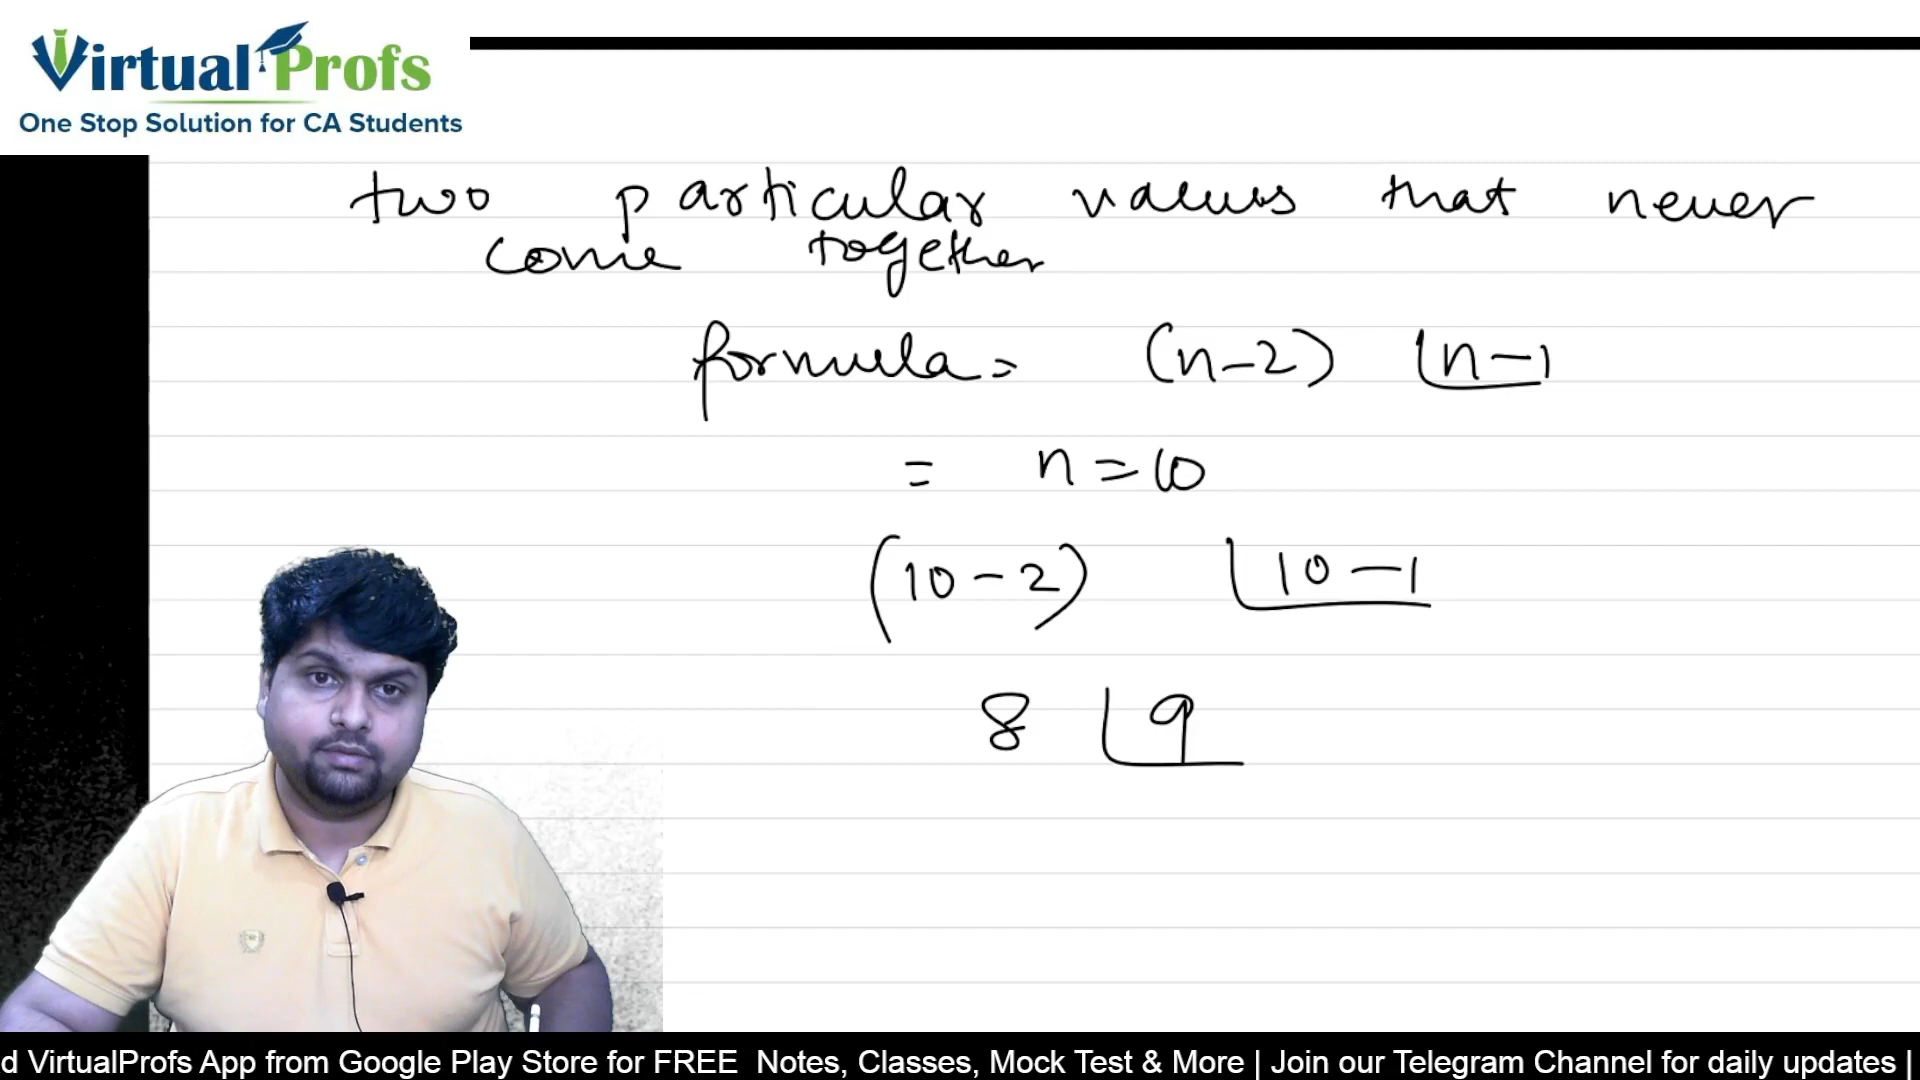 Virtual Profs
One Stop Solution for CA Students
two particular values that never
come together
formula = (n-2) ⌊n-1
= n = 10
(10-2) ⌊10-1
8 ⌊9
d VirtualProfs App from Google Play Store for FREE Notes, Classes, Mock Test & More | Join our Telegram Channel for daily updates |